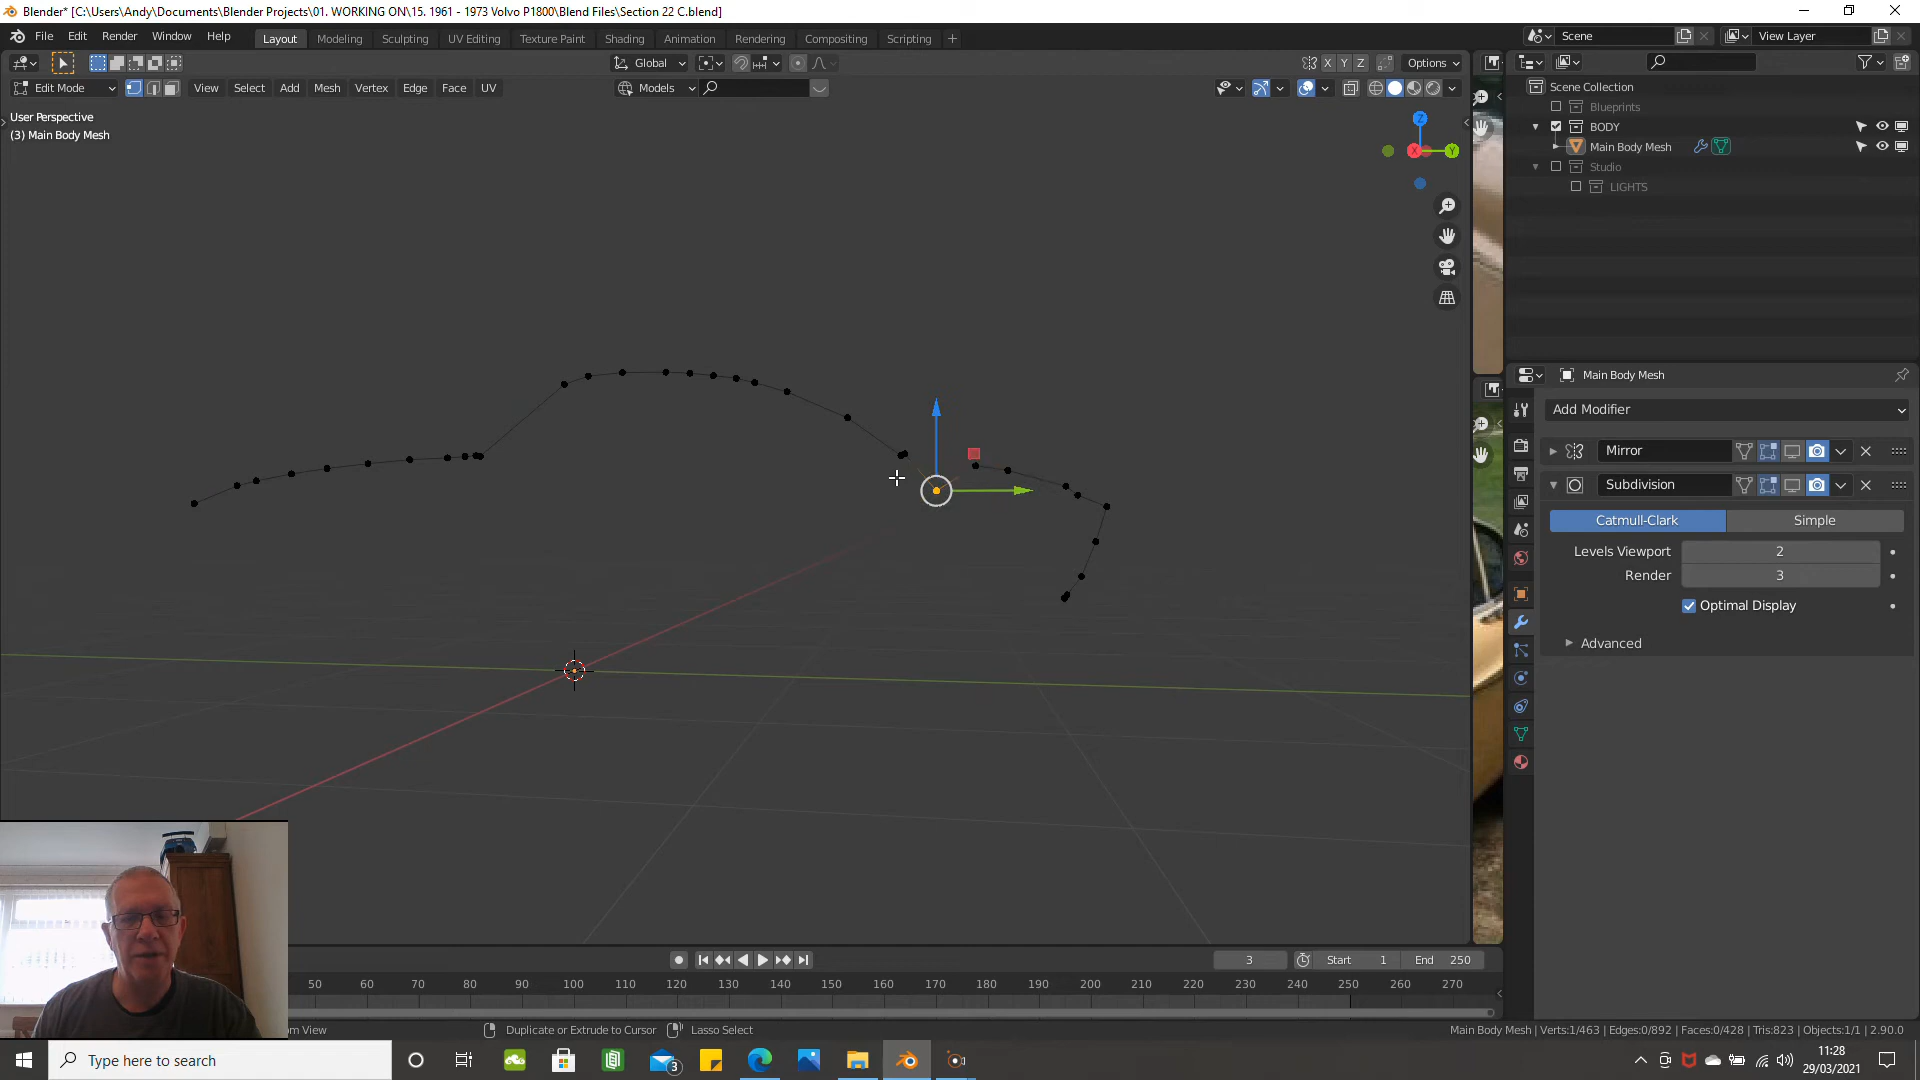 Blender* [C:\Users\Andy\Documents\Blender Projects\01. WORKING ON\15. 1961 - 1973 Volvo P1800\Blend Files\Section 22 C.blend]
File Edit Render Window Help Layout Modeling Sculpting UV Editing Texture Paint Shading Animation Rendering Compositing Scripting Scene View Layer
Global X Y Z Options
Edit Mode View Select Add Mesh Vertex Edge Face UV Models
User Perspective
(3) Main Body Mesh
Z
X Y
Scene Collection
Blueprints
BODY
Main Body Mesh
Studio
LIGHTS
Main Body Mesh
Add Modifier
Mirror
Subdivision
Catmull-Clark Simple
Levels Viewport 2
Render 3
Optimal Display
Advanced
3 Start 1 End 250
50 60 70 80 90 100 110 120 130 140 150 160 170 180 190 200 210 220 230 240 250 260 270
om View Duplicate or Extrude to Cursor Lasso Select Main Body Mesh | Verts:1/463 | Edges:0/892 | Faces:0/428 | Tris:823 | Objects:1/1 | 2.90.0
Type here to search 3 11:28
29/03/2021